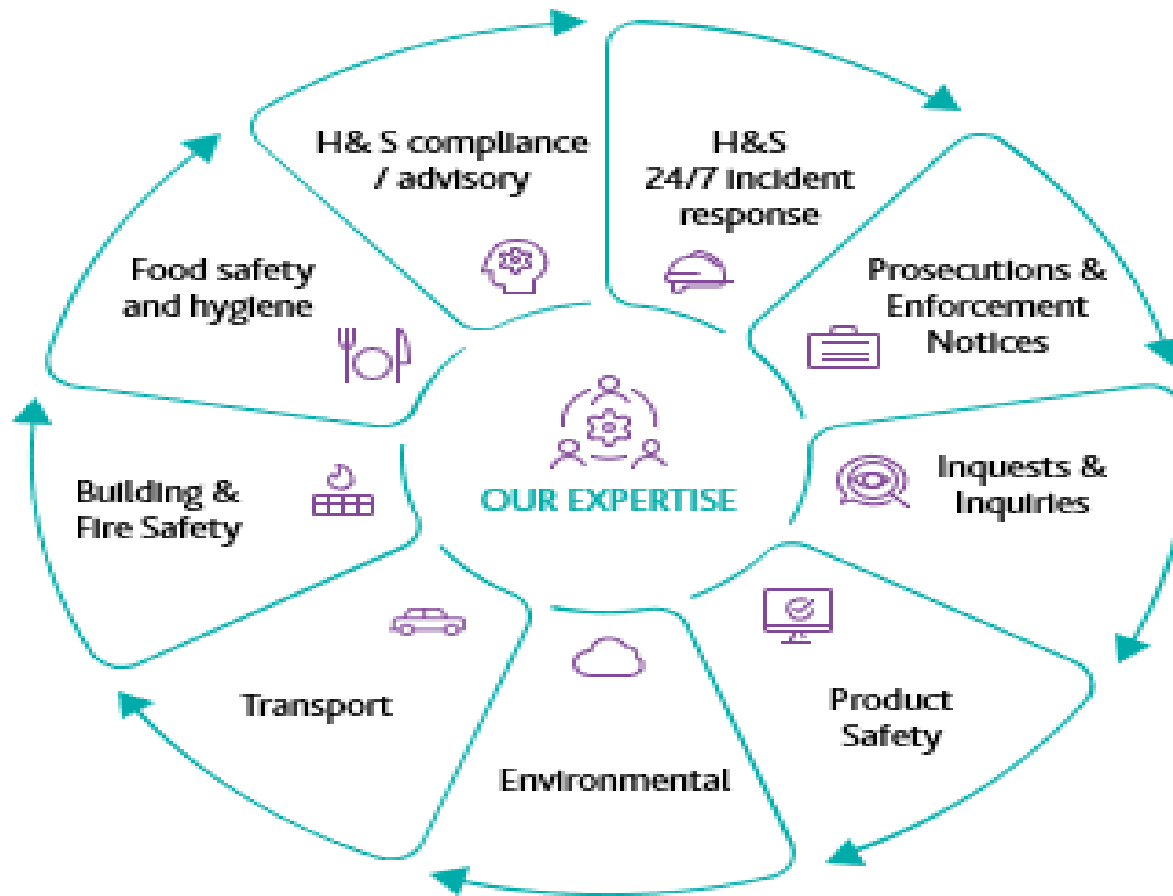 H& S compliance
/ advisory
H&S
24/7 incident
response
Prosecutions &
Enforcement
Notices
Inquests &
Inquiries
Product
Safety
Environmental
Transport
Building &
Fire Safety
Food safety
and hygiene
OUR EXPERTISE